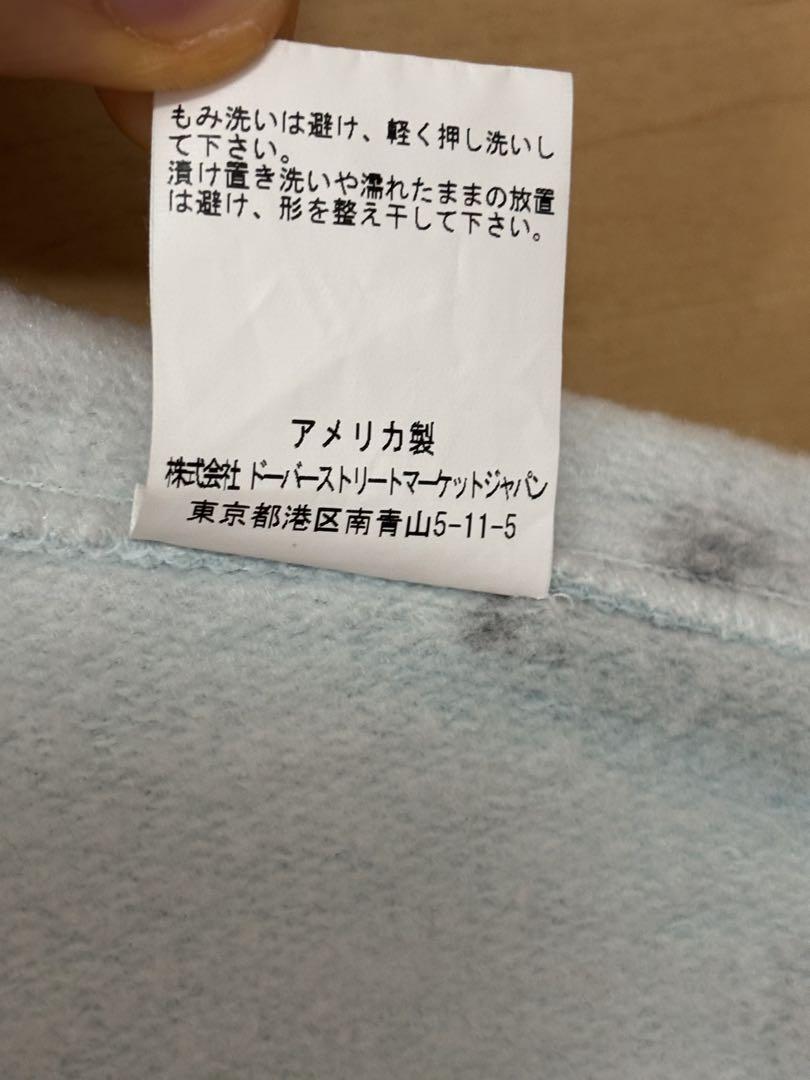 もみ洗いは避け、軽く押し洗いし
て下さい。
漬け置き洗いや濡れたままの放置
は避け、形を整え干して下さい。
アメリカ製
株式会社 ドーバーストリートマーケットジャパン
東京都港区南青山5-11-5